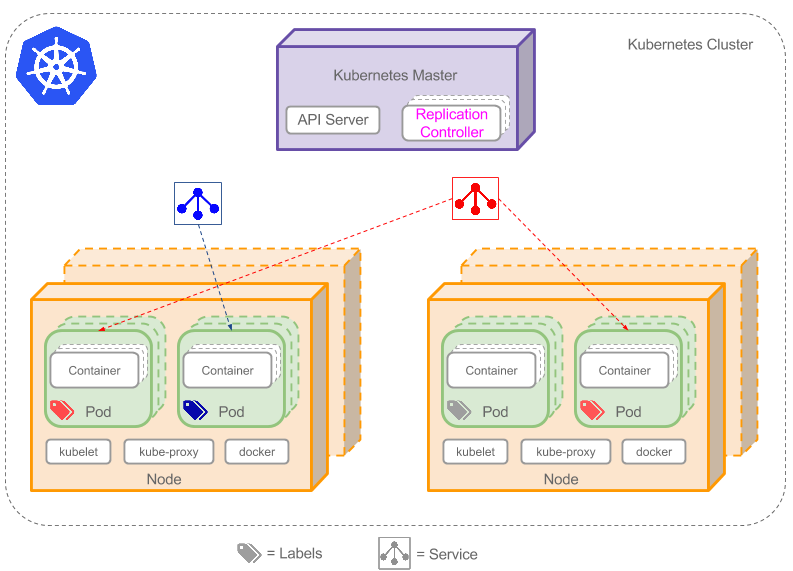 Kubernetes Cluster
Kubernetes Master
API Server
Replication
Controller
Container
Container
Container
Container
Pod
Pod
Pod
Pod
kubelet
kube-proxy
docker
kubelet
kube-proxy
docker
Node
Node
= Labels
= Service